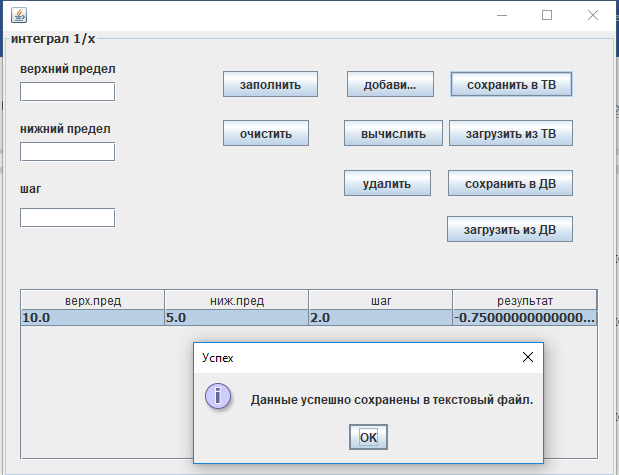 интеграл 1/x
верхний предел
заполнить
добави...
сохранить в ТВ
нижний предел
очистить
вычислить
загрузить из ТВ
шаг
удалить
сохранить в ДВ
загрузить из ДВ
верх.пред ниж.пред шаг результат
10.0 5.0 2.0 -0.75000000000000...
Успех
Данные успешно сохранены в текстовый файл.
OK